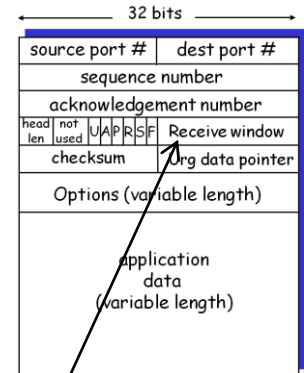 32 bits
source port # dest port #
sequence number
acknowledgement number
head len not used U A P R S F Receive window
checksum Urg data pointer
Options (variable length)
application
data
(variable length)